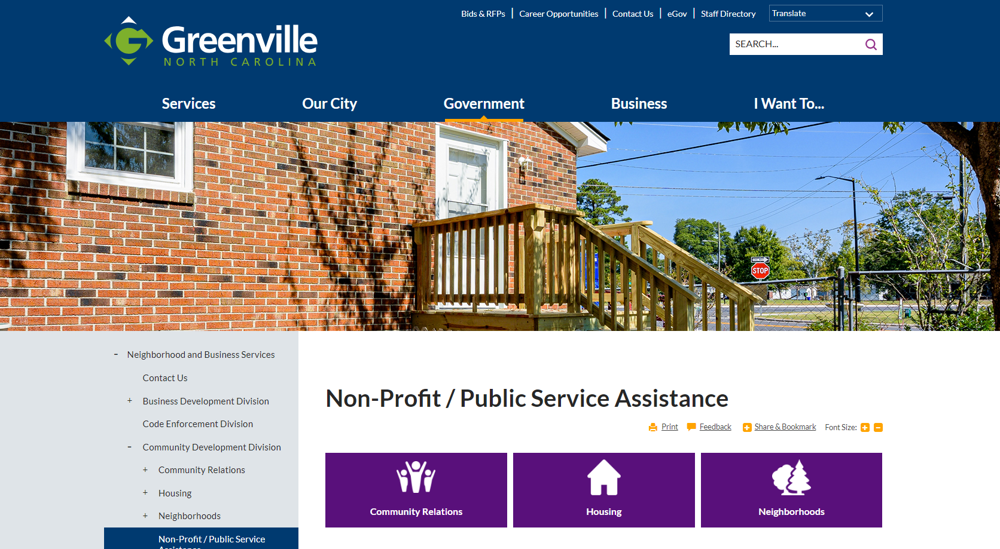 Bids & RFPs
Career Opportunities
Contact Us
eGov
Staff Directory
Translate
Greenville
NORTH CAROLINA
SEARCH...
Services
Our City
Government
Business
I Want To...
STOP
- Neighborhood and Business Services
Contact Us
+ Business Development Division
Code Enforcement Division
- Community Development Division
+ Community Relations
+ Housing
+ Neighborhoods
Non-Profit / Public Service
Assistance
Non-Profit / Public Service Assistance
Print
Feedback
Share & Bookmark
Font Size:
Community Relations
Housing
Neighborhoods